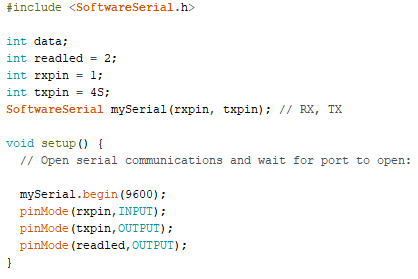 #include <SoftwareSerial.h>

int data;
int readled = 2;
int rxpin = 1;
int txpin = 4S;
SoftwareSerial mySerial(rxpin, txpin); // RX, TX

void setup() {
  // Open serial communications and wait for port to open:

  mySerial.begin(9600);
  pinMode(rxpin,INPUT);
  pinMode(txpin,OUTPUT);
  pinMode(readled,OUTPUT);
}